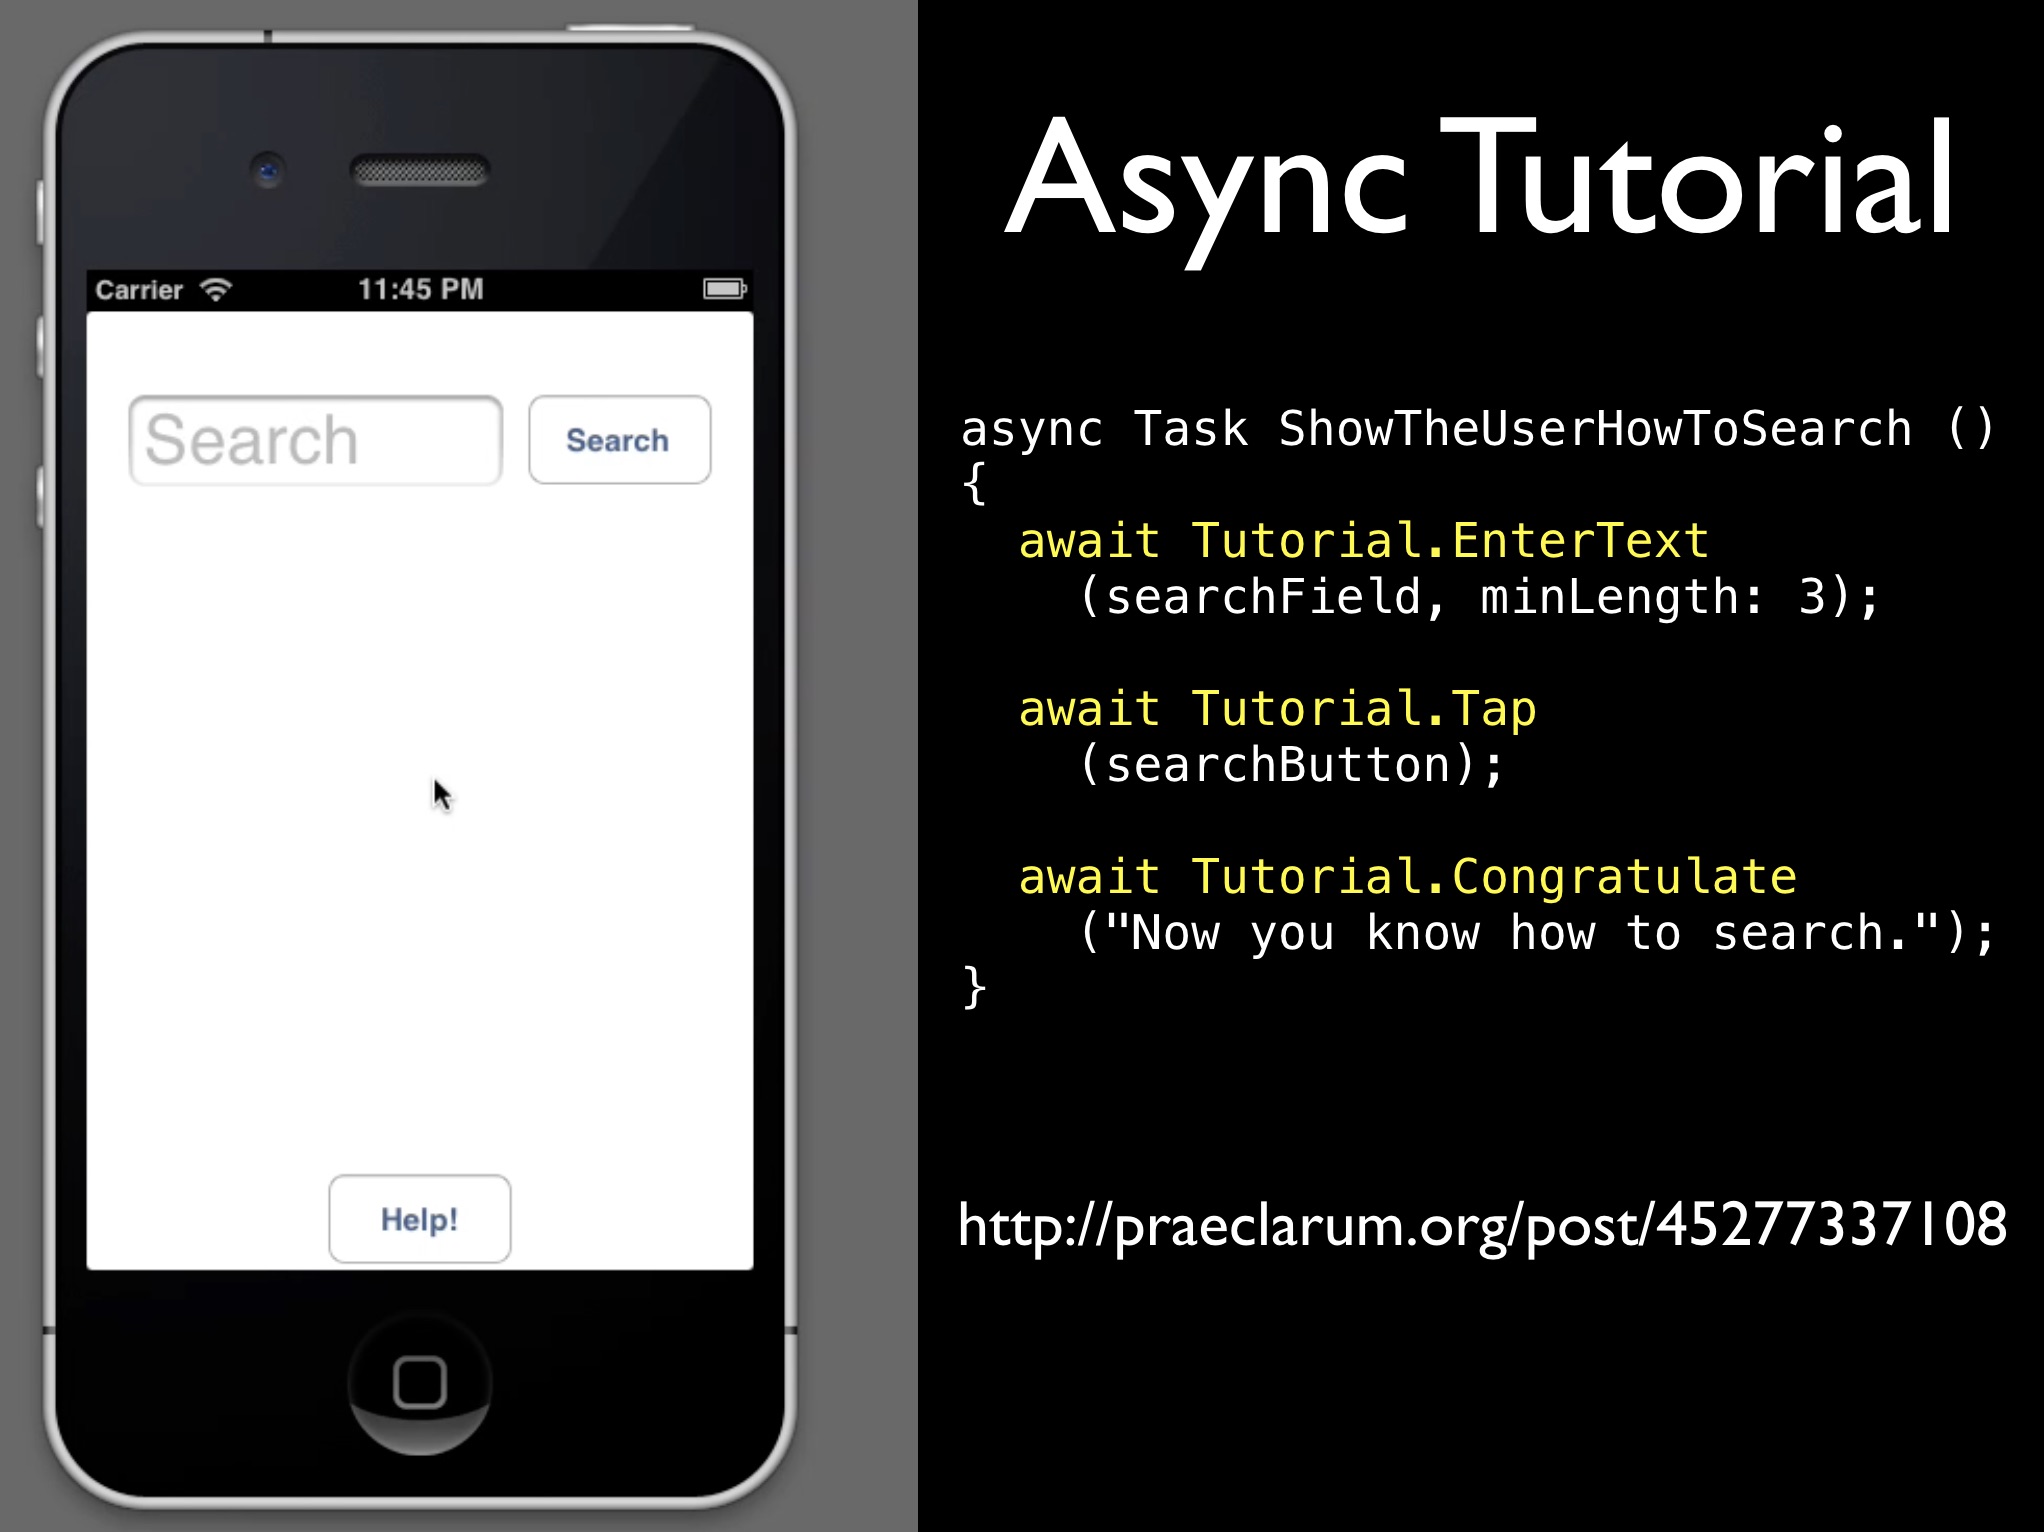 Carrier 11:45 PM
Search Search
Help!
Async Tutorial
async Task ShowTheUserHowToSearch ()
{
  await Tutorial.EnterText
    (searchField, minLength: 3);
  await Tutorial.Tap
    (searchButton);
  await Tutorial.Congratulate
    ("Now you know how to search.");
}
http://praeclarum.org/post/45277337108